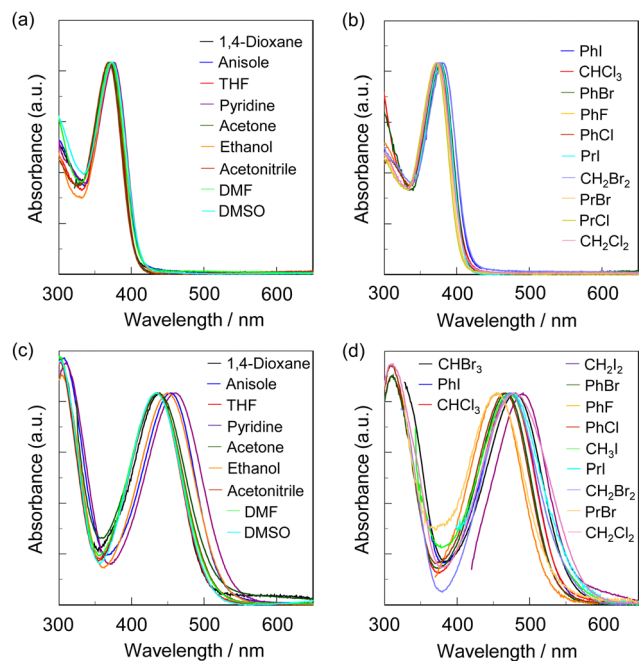 (a)
1,4-Dioxane
Anisole
THF
Pyridine
Acetone
Ethanol
Acetonitrile
DMF
DMSO
Absorbance (a.u.)
300 400 500 600
Wavelength / nm
(b)
PhI
CHCl3
PhBr
PhF
PhCl
PrI
CH2Br2
PrBr
PrCl
CH2Cl2
Absorbance (a.u.)
300 400 500 600
Wavelength / nm
(c)
1,4-Dioxane
Anisole
THF
Pyridine
Acetone
Ethanol
Acetonitrile
DMF
DMSO
Absorbance (a.u.)
300 400 500 600
Wavelength / nm
(d)
CHBr3
PhI
CHCl3
CH2I2
PhBr
PhF
PhCl
CH3I
PrI
CH2Br2
PrBr
CH2Cl2
Absorbance (a.u.)
300 400 500 600
Wavelength / nm